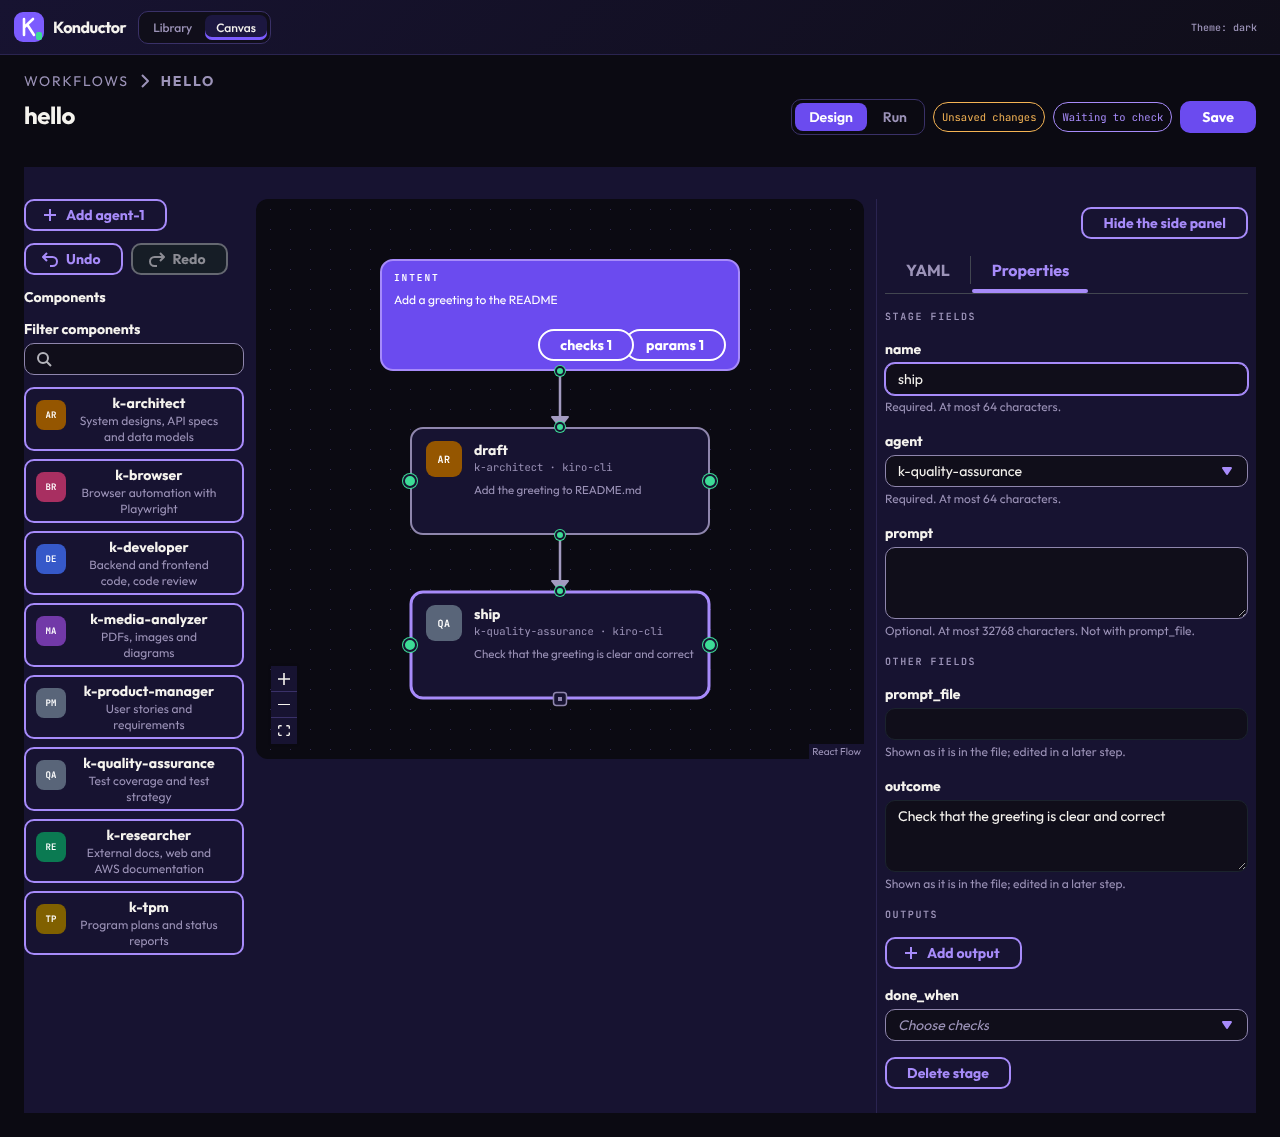 Konductor
Library
Canvas
Theme: dark
WORKFLOWS > HELLO
hello
Design
Run
Unsaved changes
Waiting to check
Save
Add agent-1
Undo
Redo
Components
Filter components
AR
k-architect
System designs, API specs
and data models
BR
k-browser
Browser automation with
Playwright
DE
k-developer
Backend and frontend
code, code review
MA
k-media-analyzer
PDFs, images and
diagrams
PM
k-product-manager
User stories and
requirements
QA
k-quality-assurance
Test coverage and test
strategy
RE
k-researcher
External docs, web and
AWS documentation
TP
k-tpm
Program plans and status
reports
INTENT
Add a greeting to the README
checks 1
params 1
AR
draft
k-architect · kiro-cli
Add the greeting to README.md
QA
ship
k-quality-assurance · kiro-cli
Check that the greeting is clear and correct
React Flow
Hide the side panel
YAML
Properties
STAGE FIELDS
name
ship
Required. At most 64 characters.
agent
k-quality-assurance
Required. At most 64 characters.
prompt
Optional. At most 32768 characters. Not with prompt_file.
OTHER FIELDS
prompt_file
Shown as it is in the file; edited in a later step.
outcome
Check that the greeting is clear and correct
Shown as it is in the file; edited in a later step.
OUTPUTS
Add output
done_when
Choose checks
Delete stage